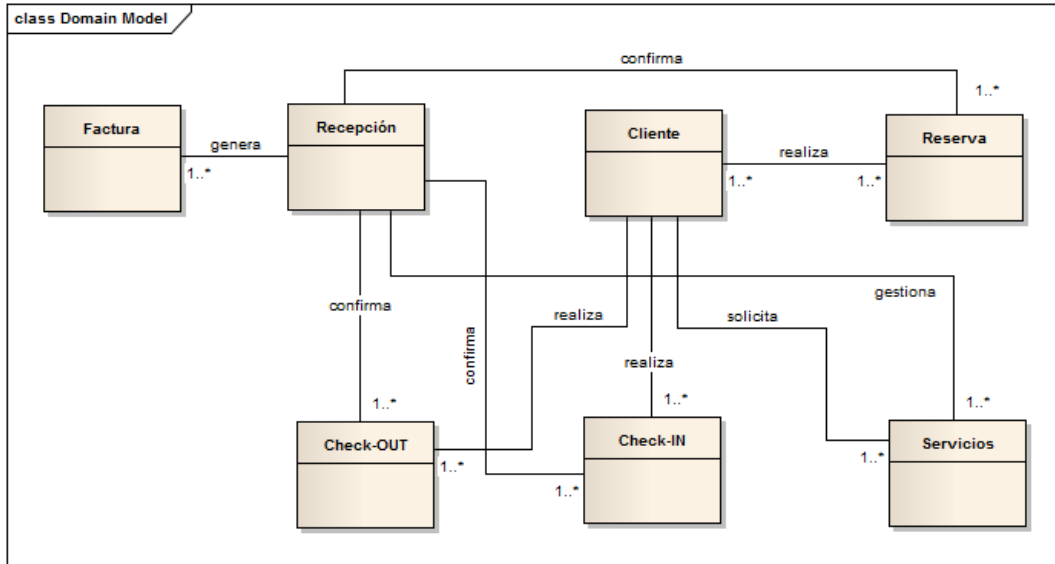 class Domain Model
confirma
1..*
Factura
Recepción
Cliente
Reserva
genera
1..*
realiza
1..*
1..*
confirma
realiza
solicita
gestiona
confirma
realiza
1..*
1..*
1..*
Check-OUT
Check-IN
Servicios
1..*
1..*
1..*